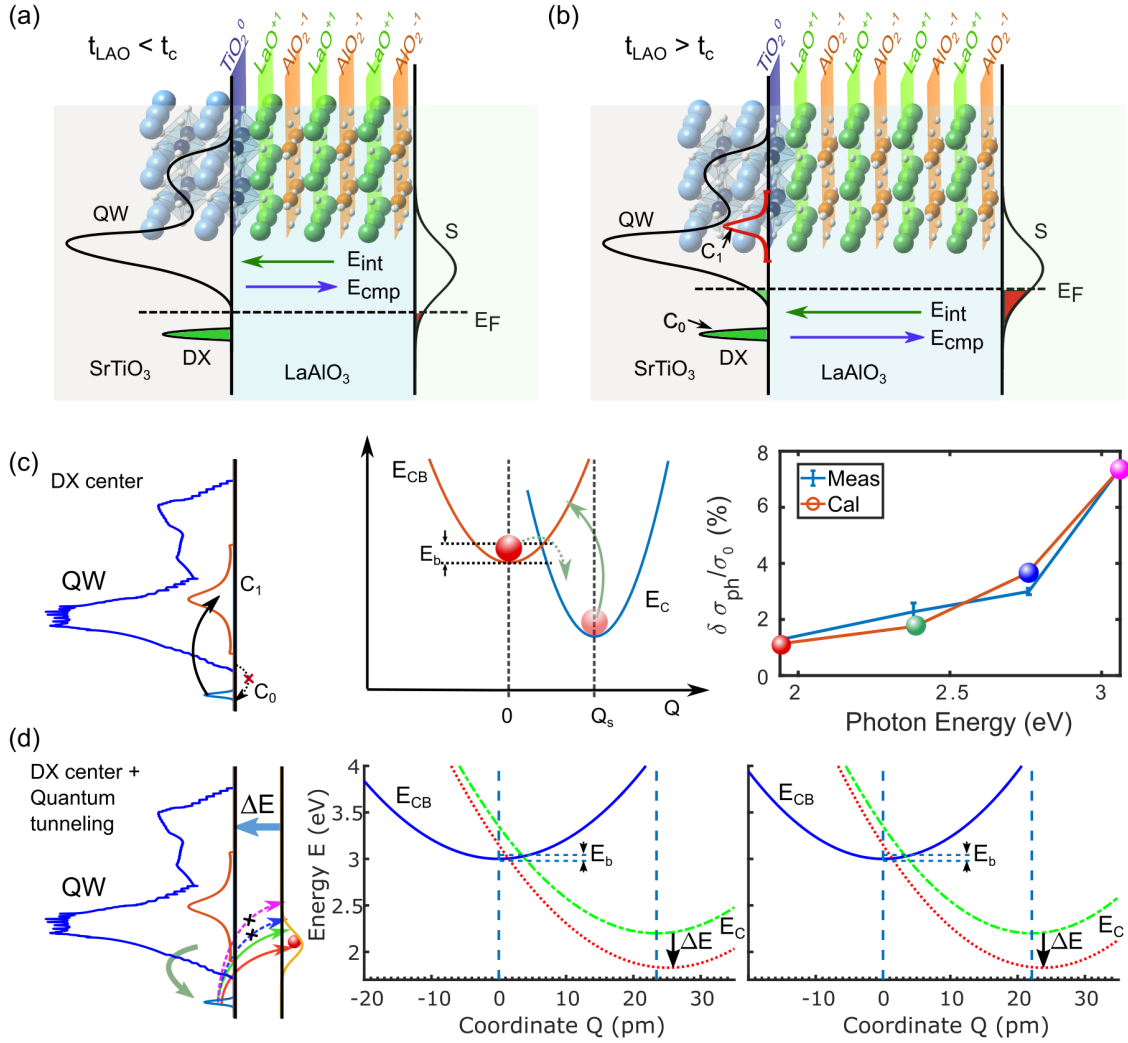 (a)
t_LAO < t_c
TiO₂⁰
LaO⁺¹
AlO₂⁻¹
LaO⁺¹
AlO₂⁻¹
LaO⁺¹
AlO₂⁻¹
QW
S
E_int
E_cmp
E_F
DX
SrTiO₃
LaAlO₃
(b)
t_LAO > t_c
TiO₂⁰
LaO⁺¹
AlO₂⁻¹
LaO⁺¹
AlO₂⁻¹
LaO⁺¹
AlO₂⁻¹
LaO⁺¹
AlO₂⁻¹
QW
C₁
S
E_F
C₀
E_int
DX
E_cmp
SrTiO₃
LaAlO₃
(c)
DX center
QW
C₁
C₀
E_CB
E_b
E_C
0
Q_s
Q
8
6
4
2
0
δ σ_ph/σ₀ (%)
Meas
Cal
2
2.5
3
Photon Energy (eV)
(d)
DX center +
Quantum
tunneling
ΔE
QW
4
3.5
3
2.5
2
Energy E (eV)
E_CB
E_b
E_C
ΔE
-20
-10
0
10
20
30
Coordinate Q (pm)
E_CB
E_b
E_C
ΔE
-10
0
10
20
30
Coordinate Q (pm)